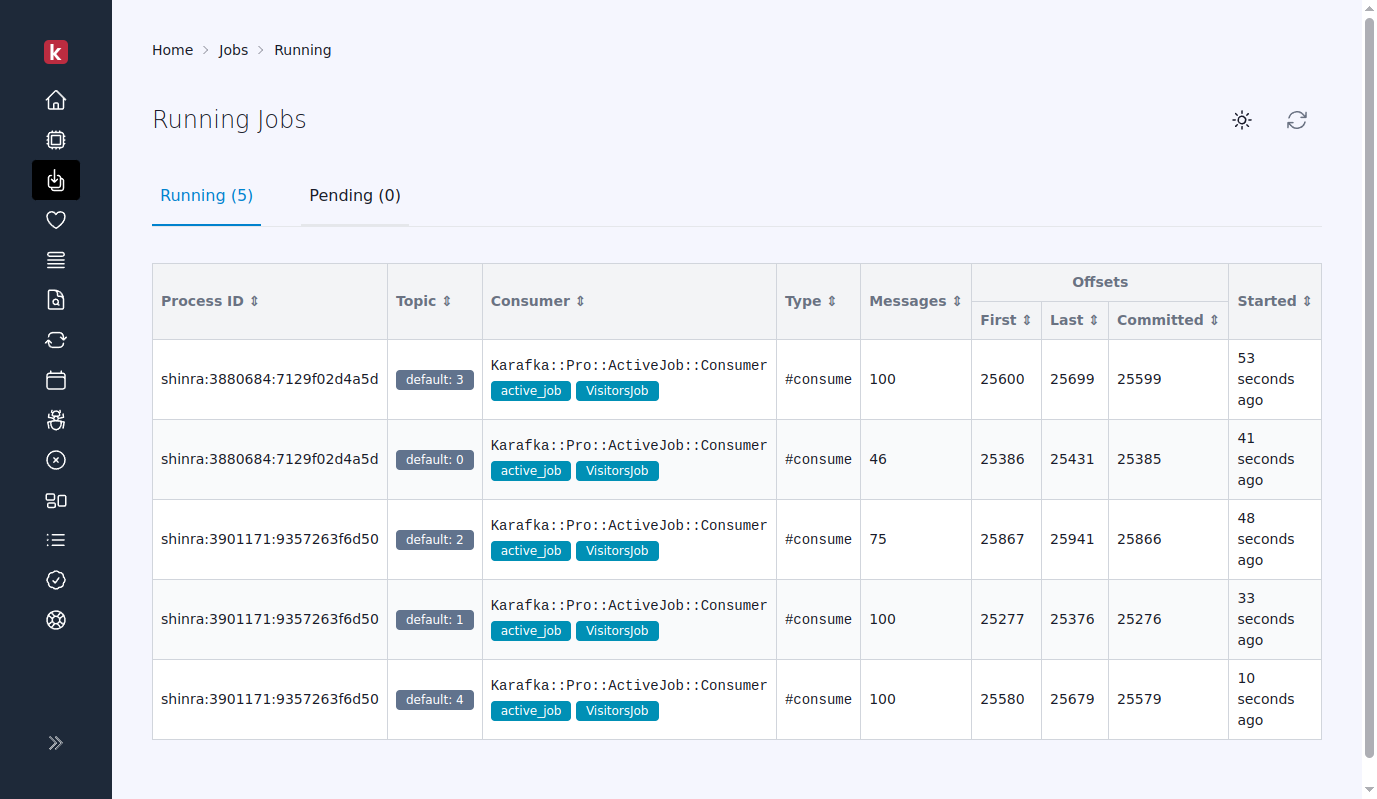 k
Home Jobs Running
Running Jobs
Running (5) Pending (0)
Process ID Topic Consumer Type Messages Offsets Started
First Last Committed
shinra:3880684:7129f02d4a5d default: 3 Karafka::Pro::ActiveJob::Consumer #consume 100 25600 25699 25599 53 seconds ago
active_job VisitorsJob
shinra:3880684:7129f02d4a5d default: 0 Karafka::Pro::ActiveJob::Consumer #consume 46 25386 25431 25385 41 seconds ago
active_job VisitorsJob
shinra:3901171:9357263f6d50 default: 2 Karafka::Pro::ActiveJob::Consumer #consume 75 25867 25941 25866 48 seconds ago
active_job VisitorsJob
shinra:3901171:9357263f6d50 default: 1 Karafka::Pro::ActiveJob::Consumer #consume 100 25277 25376 25276 33 seconds ago
active_job VisitorsJob
shinra:3901171:9357263f6d50 default: 4 Karafka::Pro::ActiveJob::Consumer #consume 100 25580 25679 25579 10 seconds ago
active_job VisitorsJob